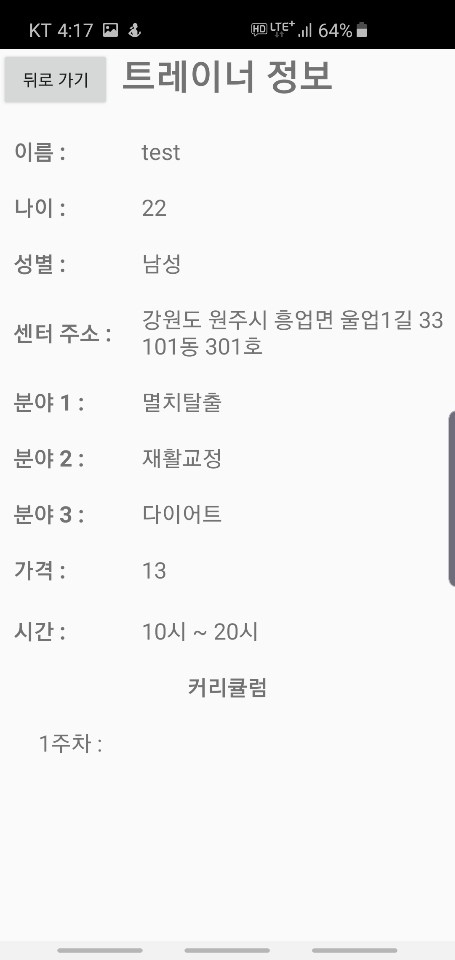 KT 4:17 HD LTE+ 64%
뒤로 가기 트레이너 정보
이름 : test
나이 : 22
성별 : 남성
센터 주소 : 강원도 원주시 흥업면 울업1길 33
101동 301호
분야 1 : 멸치탈출
분야 2 : 재활교정
분야 3 : 다이어트
가격 : 13
시간 : 10시 ~ 20시
커리큘럼
1주차 :